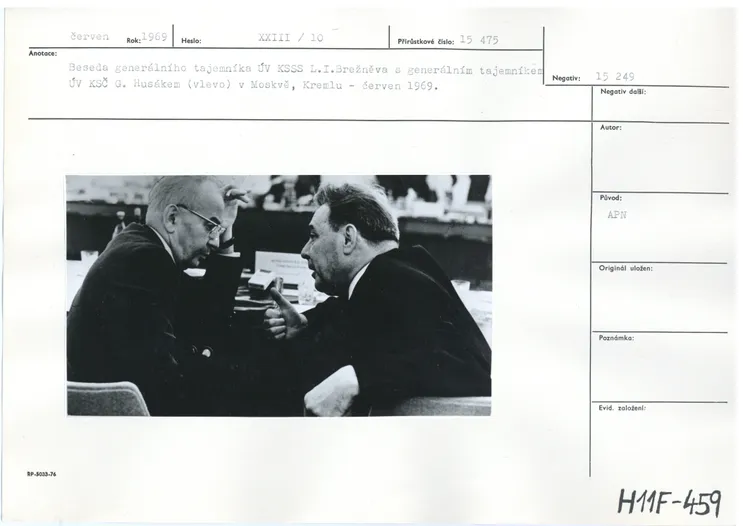 červen Rok: 1969 Heslo: XXIII / 10 Přírůstkové číslo: 15 475
Anotace:
Beseda generálního tajemníka ÚV KSSS L.I.Brežněva s generálním tajemníkem
ÚV KSČ G. Husákem (vlevo) v Moskvě, Kremlu - červen 1969.
Negativ: 15 249
Negativ další:
Autor:
Původ:
APN
Originál uložen:
Poznámka:
Evid. založení:
BP-5033-76
H11F-459